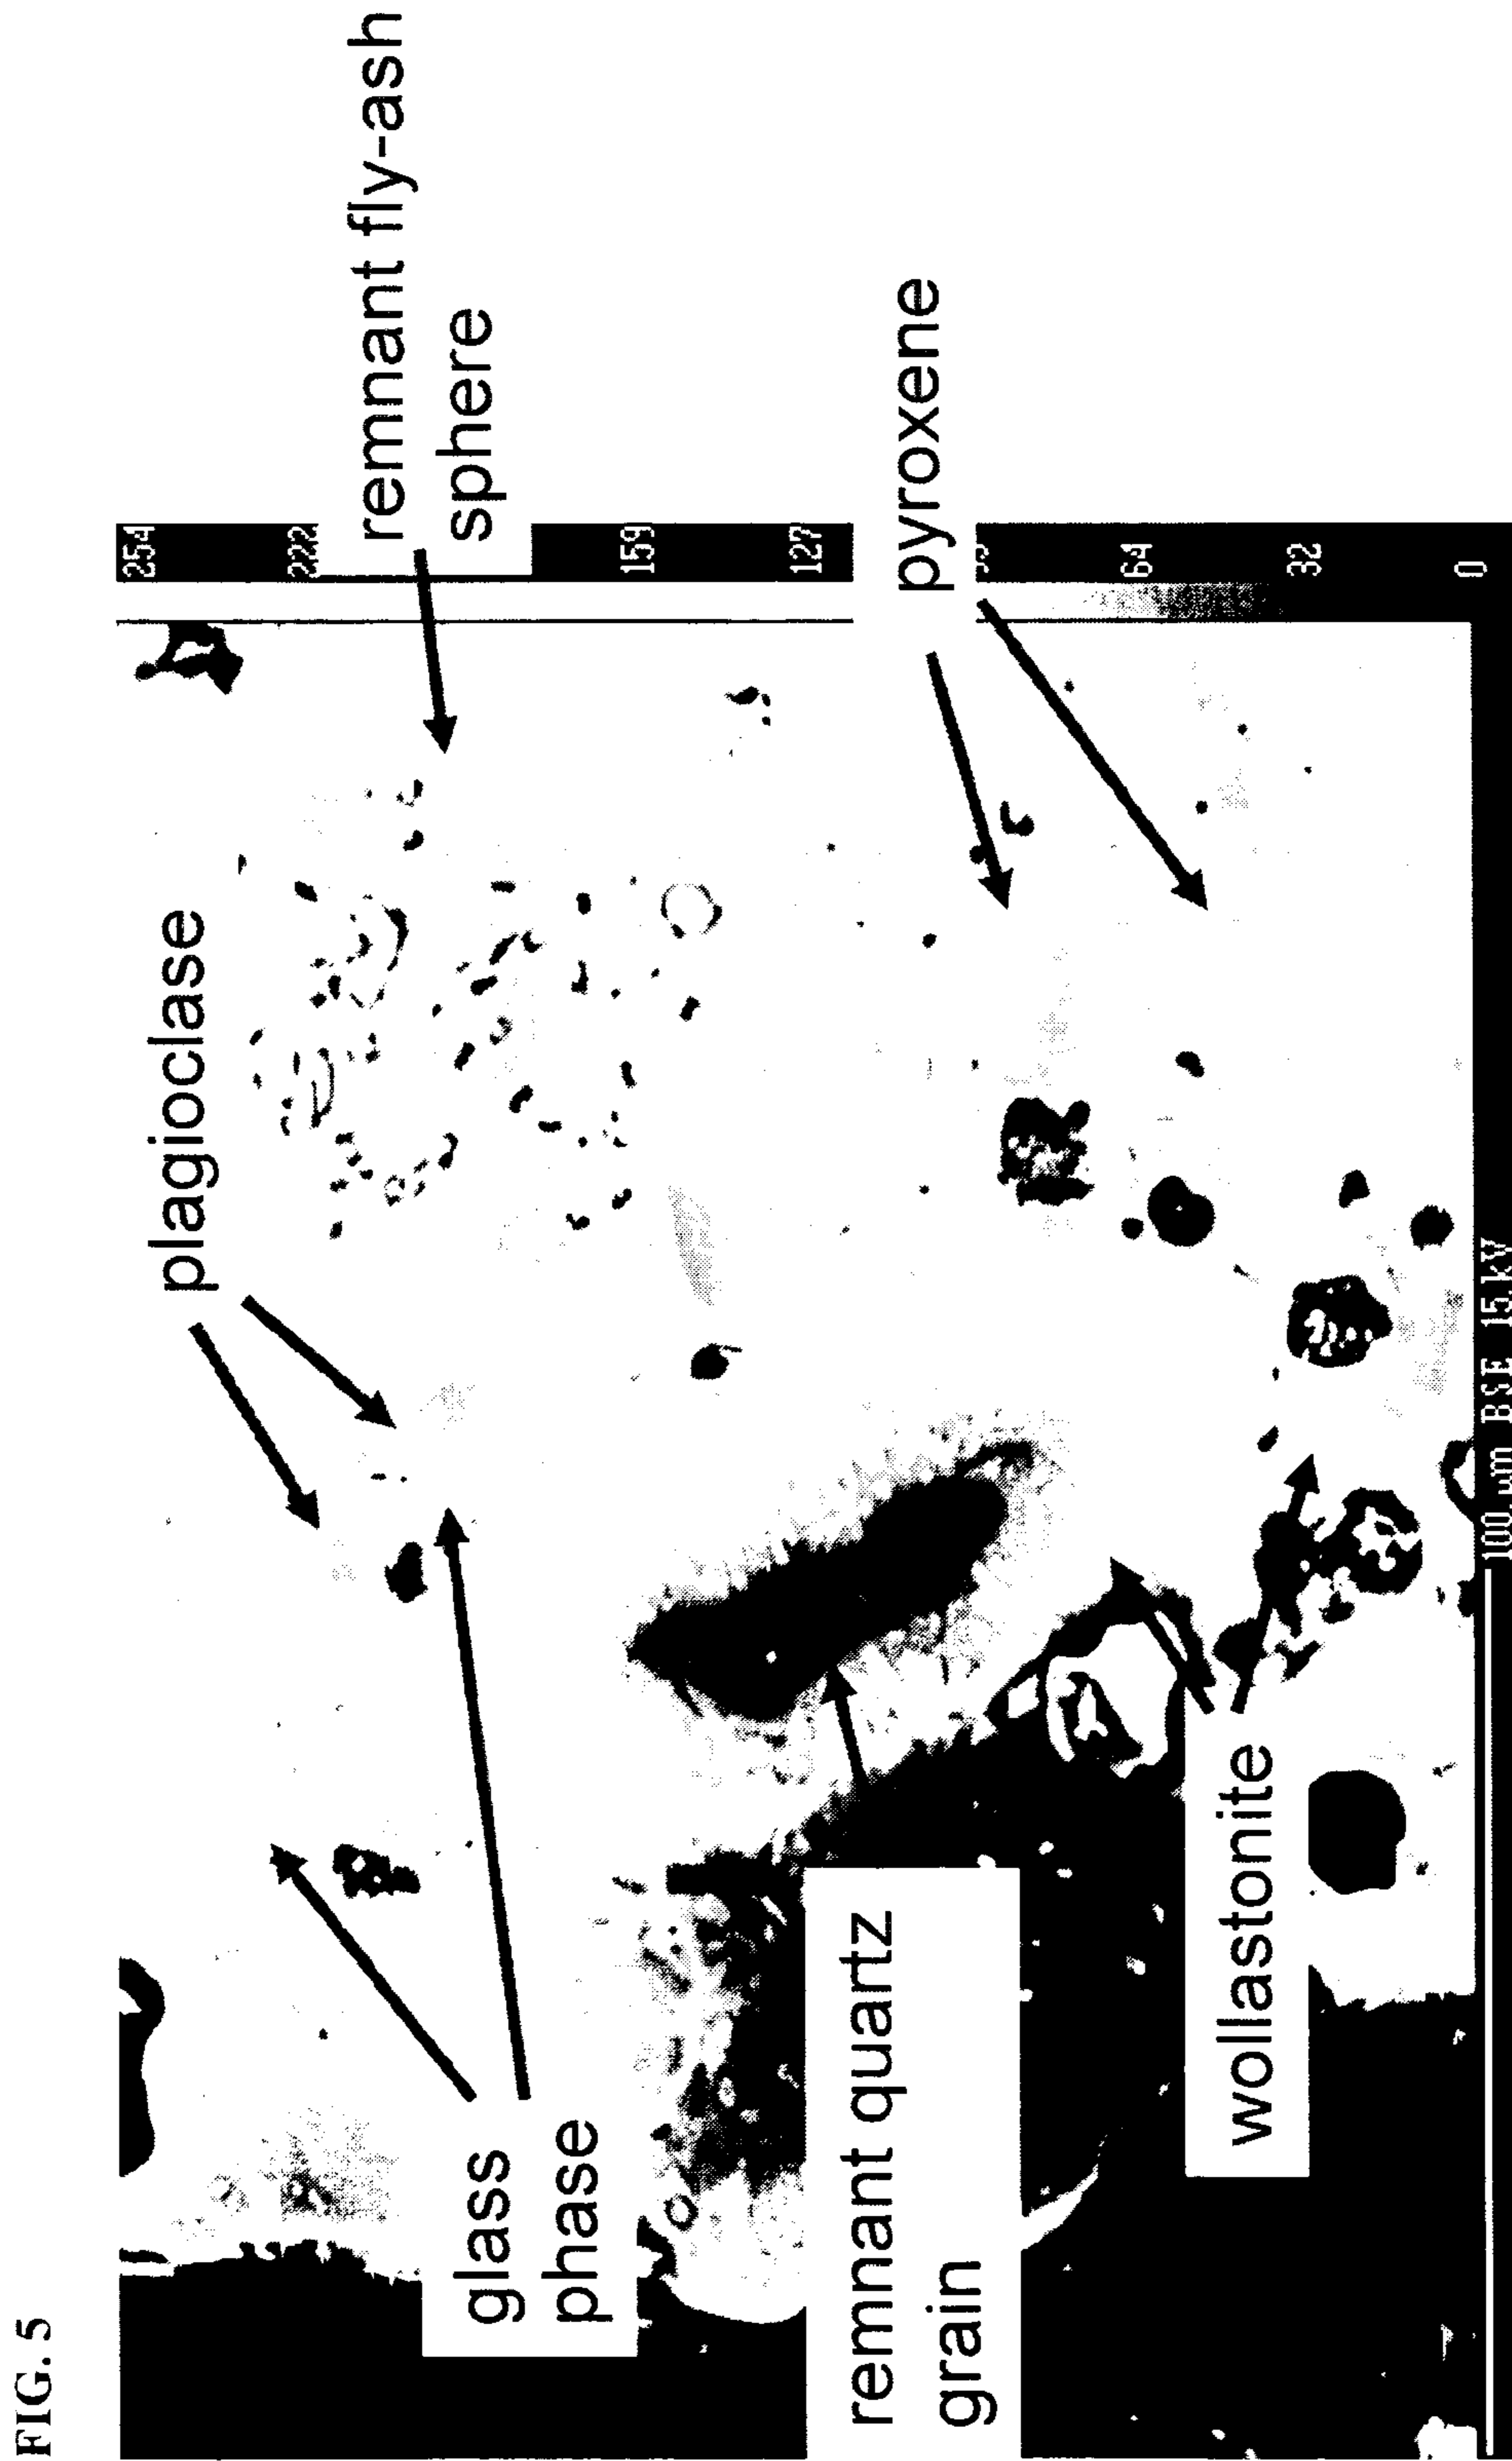 FIG. 5
plagioclase
glass
phase
remnant fly-ash
sphere
remnant quartz
grain
pyroxene
wollastonite
254
222
159
127
64
32
0
100 µm BSE 15 kV